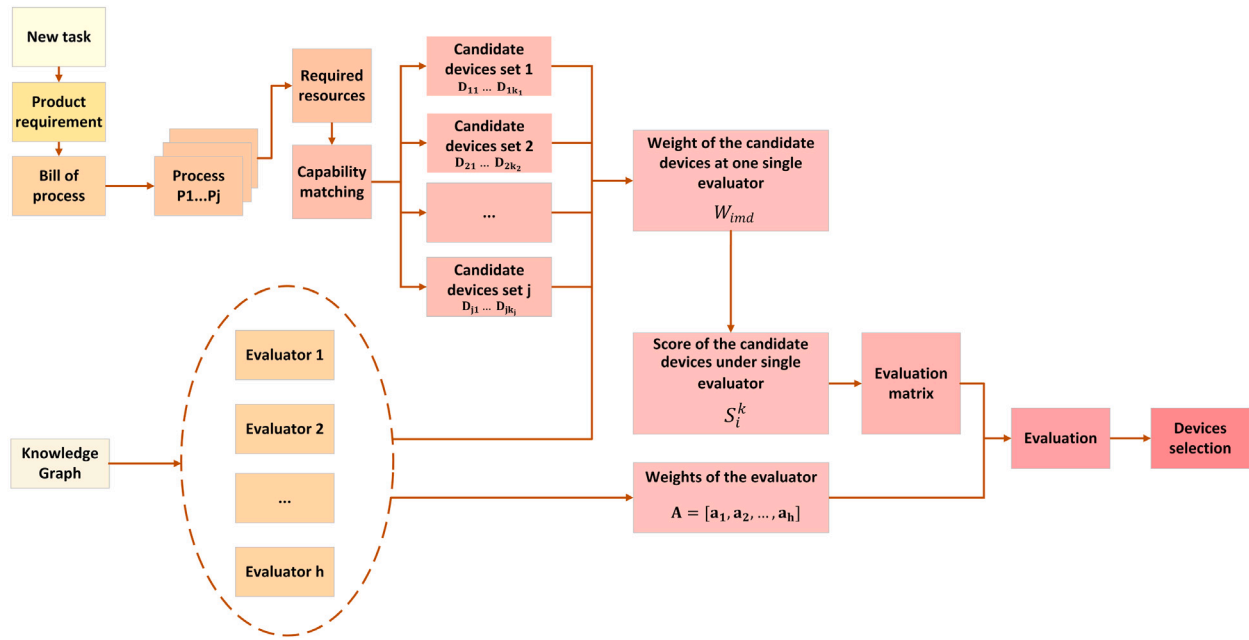 New task
Product
requirement
Bill of
process
Process
P1...Pj
Required
resources
Capability
matching
Candidate
devices set 1
D₁₁ ... D₁ₖ₁
Candidate
devices set 2
D₂₁ ... D₂ₖ₂
...
Candidate
devices set j
Dⱼ₁ ... Dⱼₖⱼ
Weight of the candidate
devices at one single
evaluator
W_{imd}
Score of the candidate
devices under single
evaluator
S_i^k
Evaluation
matrix
Knowledge
Graph
Evaluator 1
Evaluator 2
...
Evaluator h
Weights of the evaluator
A = [a₁, a₂, ..., aₕ]
Evaluation
Devices
selection